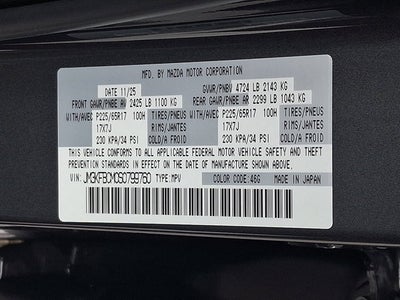 MFD. BY MAZDA MOTOR CORPORATION
DATE 11/25 GVWR/PNBV 4724 LB 2143 KG
FRONT GAWR/PNBE AV 2425 LB 1100 KG REAR GAWR/PNBE AR 2299 LB 1043 KG
WITH/AVEC P225/65R17 100H TIRES/PNEUS WITH/AVEC P225/65R17 100H TIRES/PNEUS
17X7J RIMS/JANTES 17X7J RIMS/JANTES
230 KPA/34 PSI COLD/A FROID 230 KPA/34 PSI COLD/A FROID
THIS VEHICLE CONFORMS TO ALL APPLICABLE FEDERAL MOTOR VEHICLE SAFETY AND THEFT
PREVENTION STANDARDS IN EFFECT ON THE DATE OF MANUFACTURE SHOWN ABOVE.
VIN: TYPE: MPV COLOR CODE: 46G MADE IN JAPAN